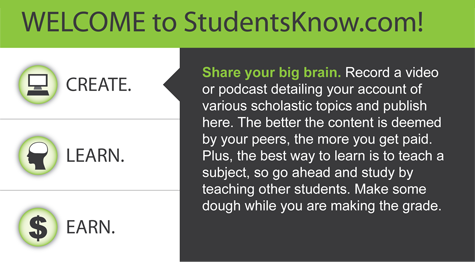 WELCOME to StudentsKnow.com!
CREATE.
LEARN.
$ EARN.
Share your big brain. Record a video
or podcast detailing your account of
various scholastic topics and publish
here. The better the content is deemed
by your peers, the more you get paid.
Plus, the best way to learn is to teach a
subject, so go ahead and study by
teaching other students. Make some
dough while you are making the grade.